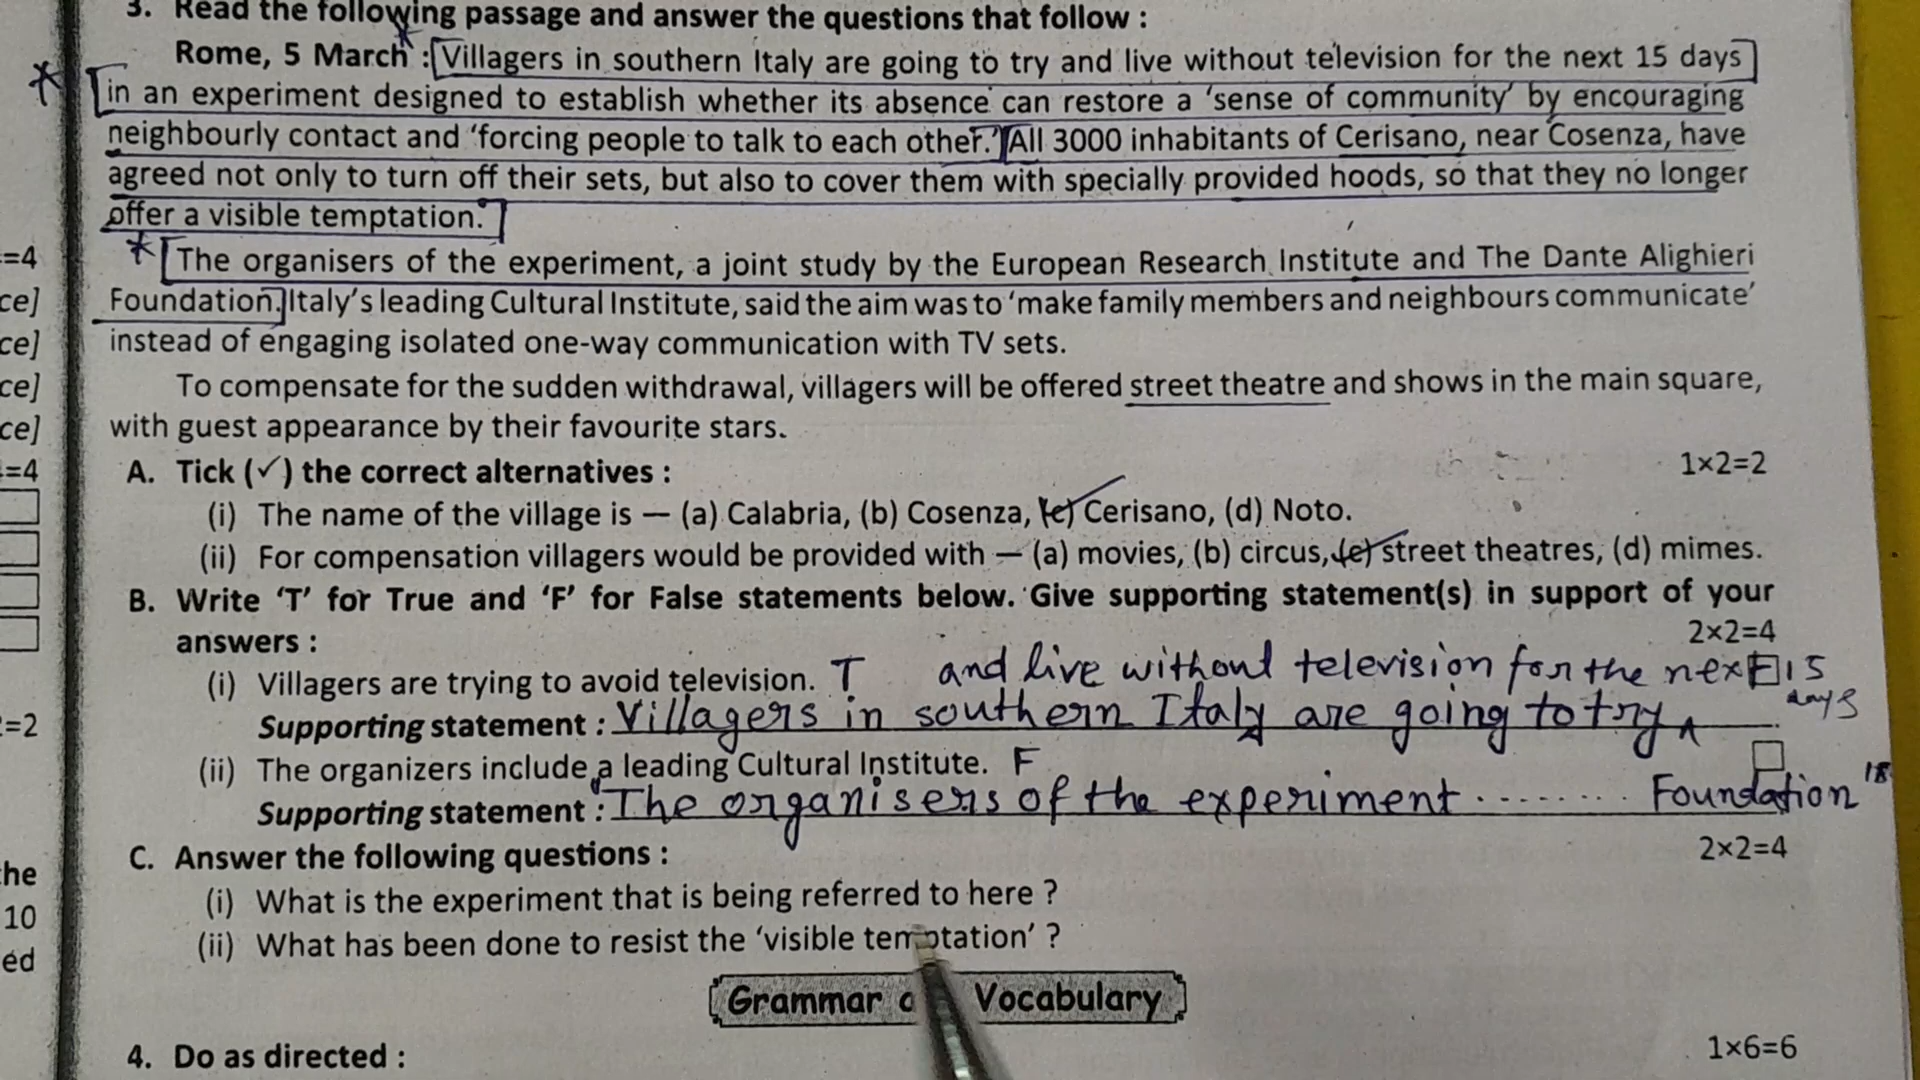 3. Read the following passage and answer the questions that follow :
Rome, 5 March : Villagers in southern Italy are going to try and live without television for the next 15 days
in an experiment designed to establish whether its absence can restore a ‘sense of community’ by encouraging
neighbourly contact and ‘forcing people to talk to each other.’ All 3000 inhabitants of Cerisano, near Cosenza, have
agreed not only to turn off their sets, but also to cover them with specially provided hoods, so that they no longer
offer a visible temptation.
=4
The organisers of the experiment, a joint study by the European Research Institute and The Dante Alighieri
ce]
Foundation. Italy’s leading Cultural Institute, said the aim was to ‘make family members and neighbours communicate’
ce]
instead of engaging isolated one-way communication with TV sets.
ce]
To compensate for the sudden withdrawal, villagers will be offered street theatre and shows in the main square,
ce]
with guest appearance by their favourite stars.
=4
A. Tick (✓) the correct alternatives : 1×2=2
(i) The name of the village is — (a) Calabria, (b) Cosenza, (c) Cerisano, (d) Noto.
(ii) For compensation villagers would be provided with — (a) movies, (b) circus, (c) street theatres, (d) mimes.
B. Write ‘T’ for True and ‘F’ for False statements below. Give supporting statement(s) in support of your
answers : 2×2=4
(i) Villagers are trying to avoid television. T and live without television for the next 15
days
=2
Supporting statement : Villagers in southern Italy are going to try
(ii) The organizers include a leading Cultural Institute. F
Supporting statement : "The organisers of the experiment ........ Foundation
C. Answer the following questions : 2×2=4
he
(i) What is the experiment that is being referred to here ?
10
(ii) What has been done to resist the ‘visible temptation’ ?
ed
Grammar Vocabulary
4. Do as directed : 1×6=6